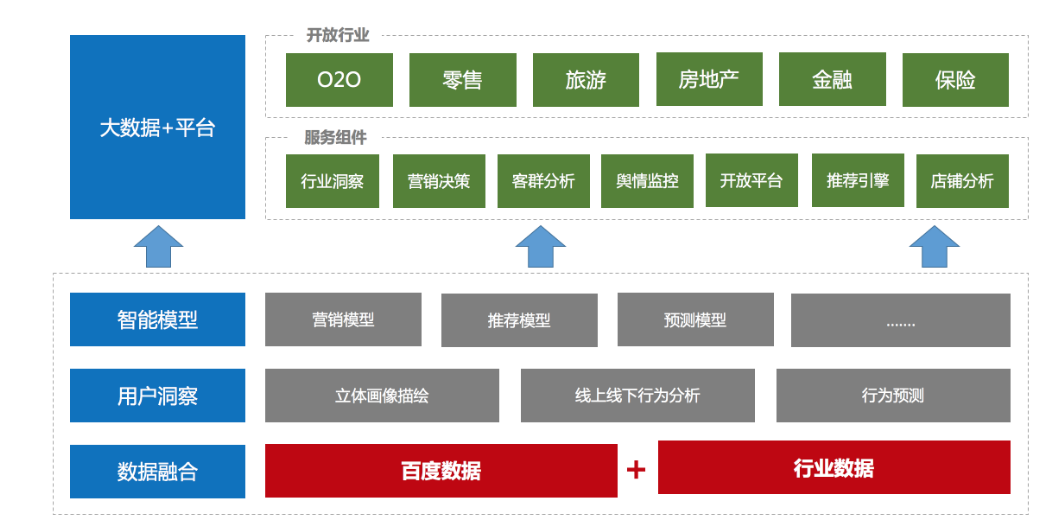 开放行业
O2O
零售
旅游
房地产
金融
保险
大数据+平台
服务组件
行业洞察
营销决策
客群分析
舆情监控
开放平台
推荐引擎
店铺分析
智能模型
营销模型
推荐模型
预测模型
.......
用户洞察
立体画像描绘
线上线下行为分析
行为预测
数据融合
百度数据
+
行业数据